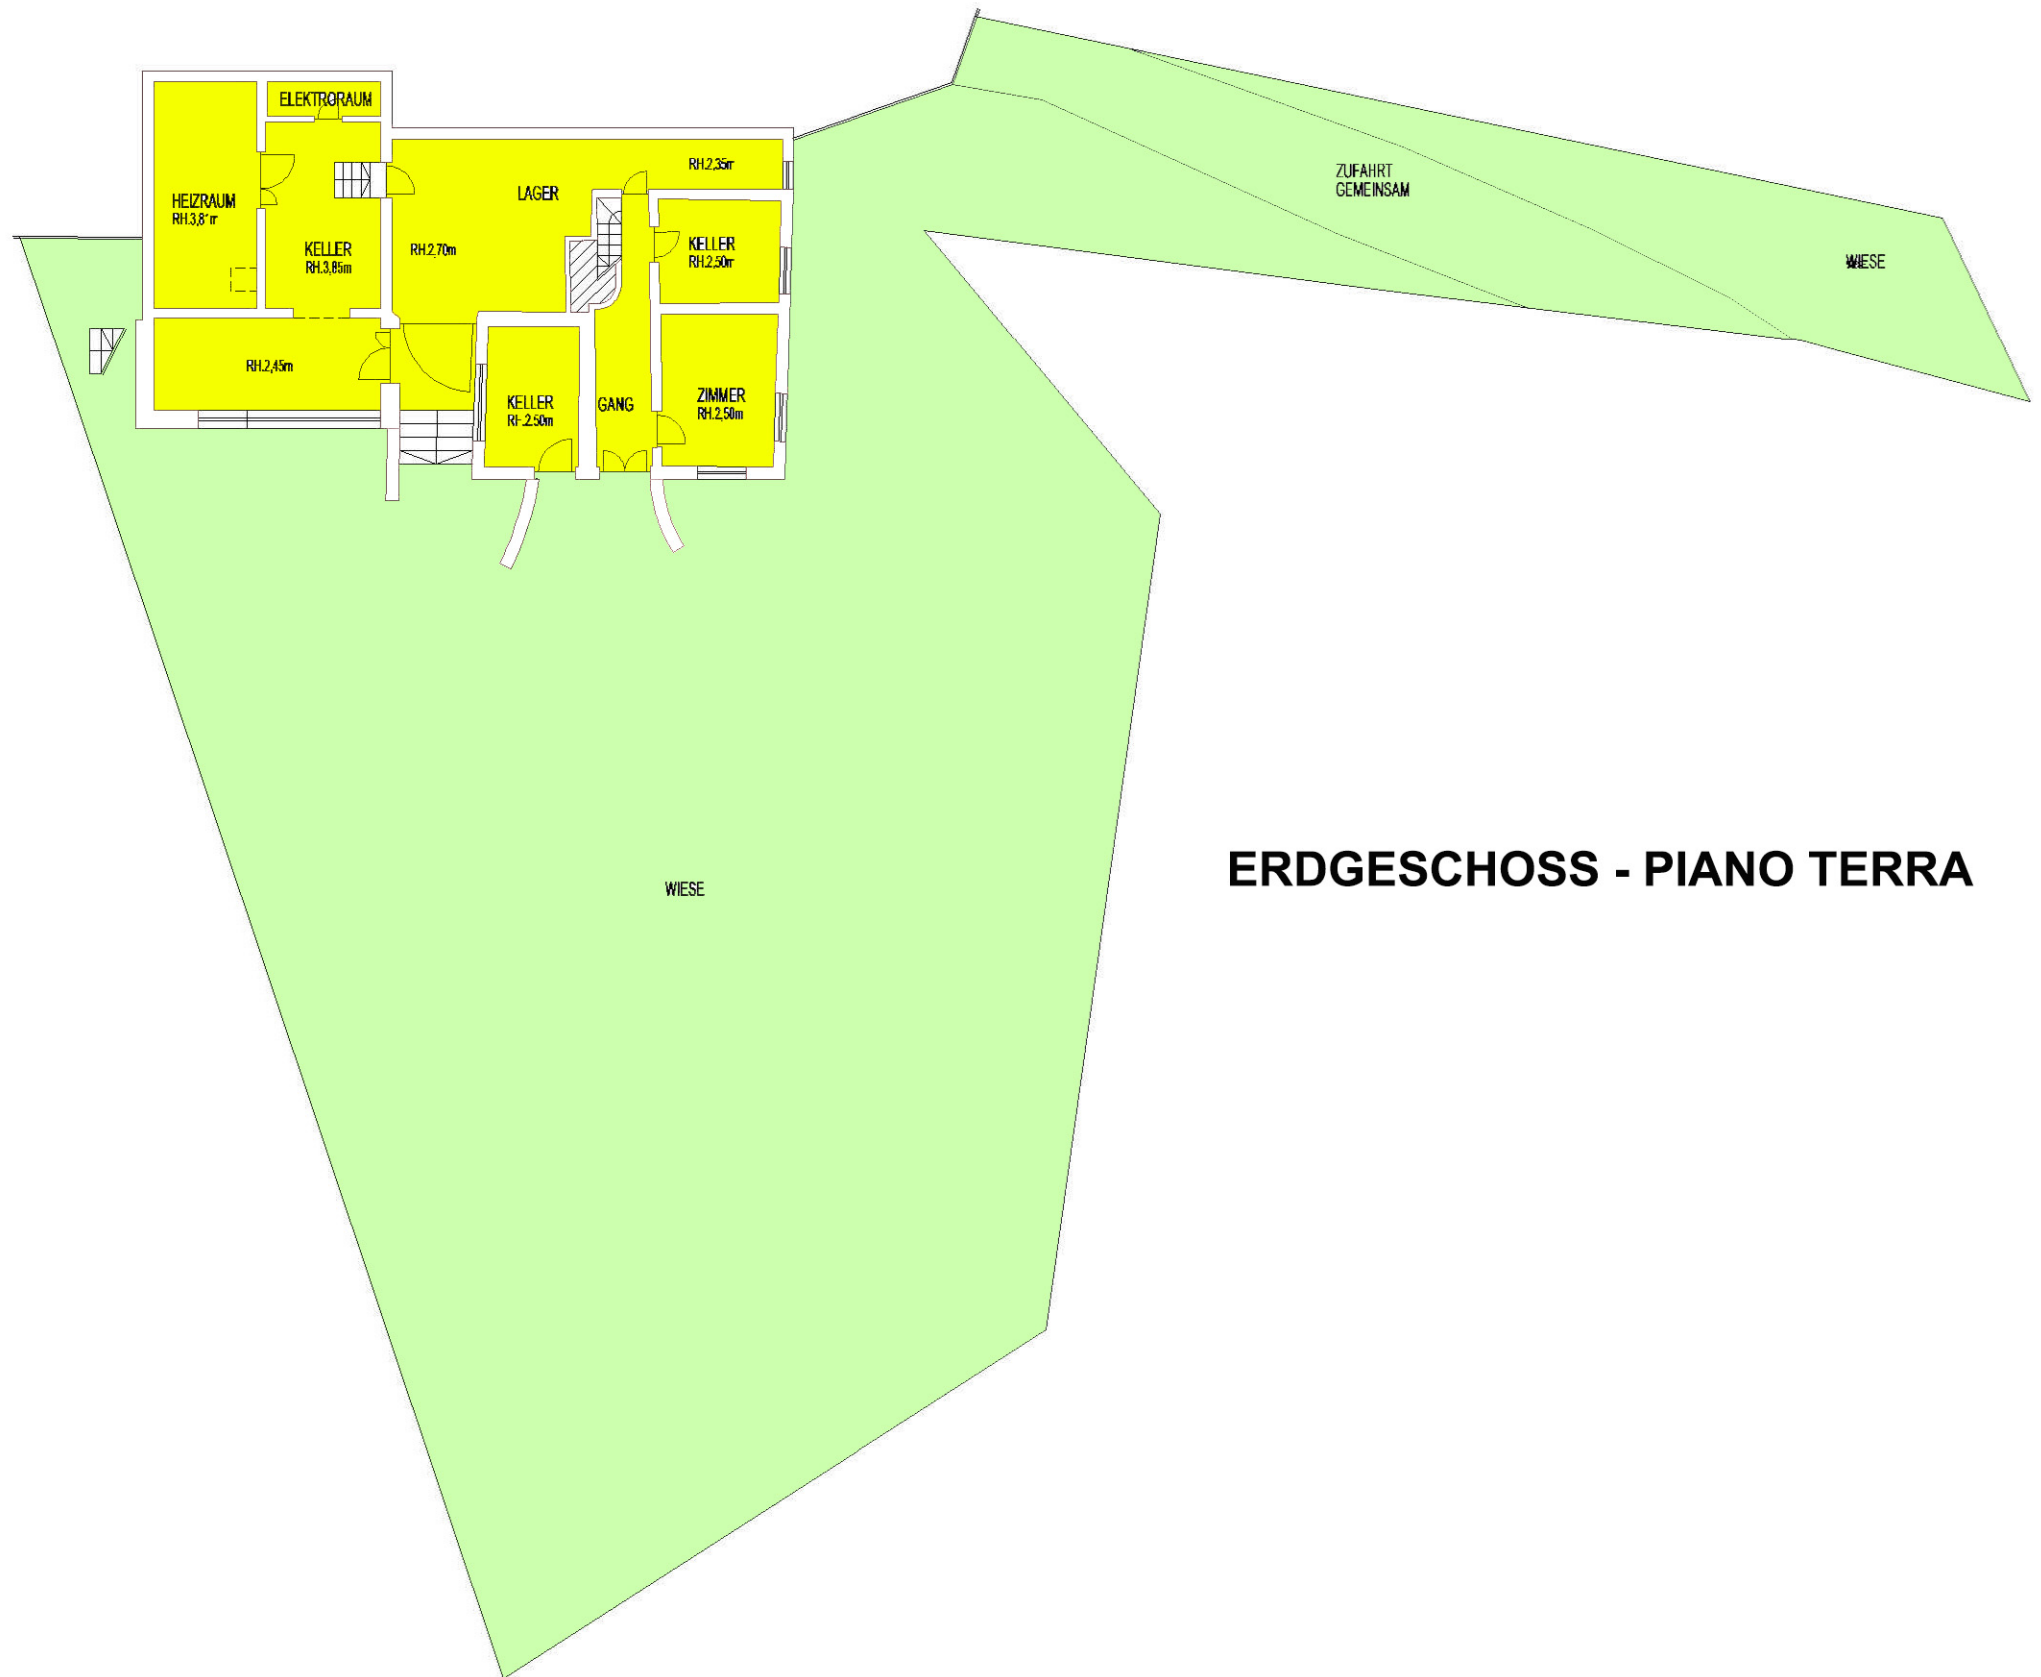 ELEKTRORAUM
RH.2,35m
ZUFAHRT
GEMEINSAM
LAGER
HEIZRAUM
RH.3,81m
KELLER
RH.3,85m
RH.2,70m
KELLER
RH.2,50m
WIESE
RH.2,45m
KELLER
RH.2.50m
GANG
ZIMMER
RH.2,50m
ERDGESCHOSS - PIANO TERRA
WIESE